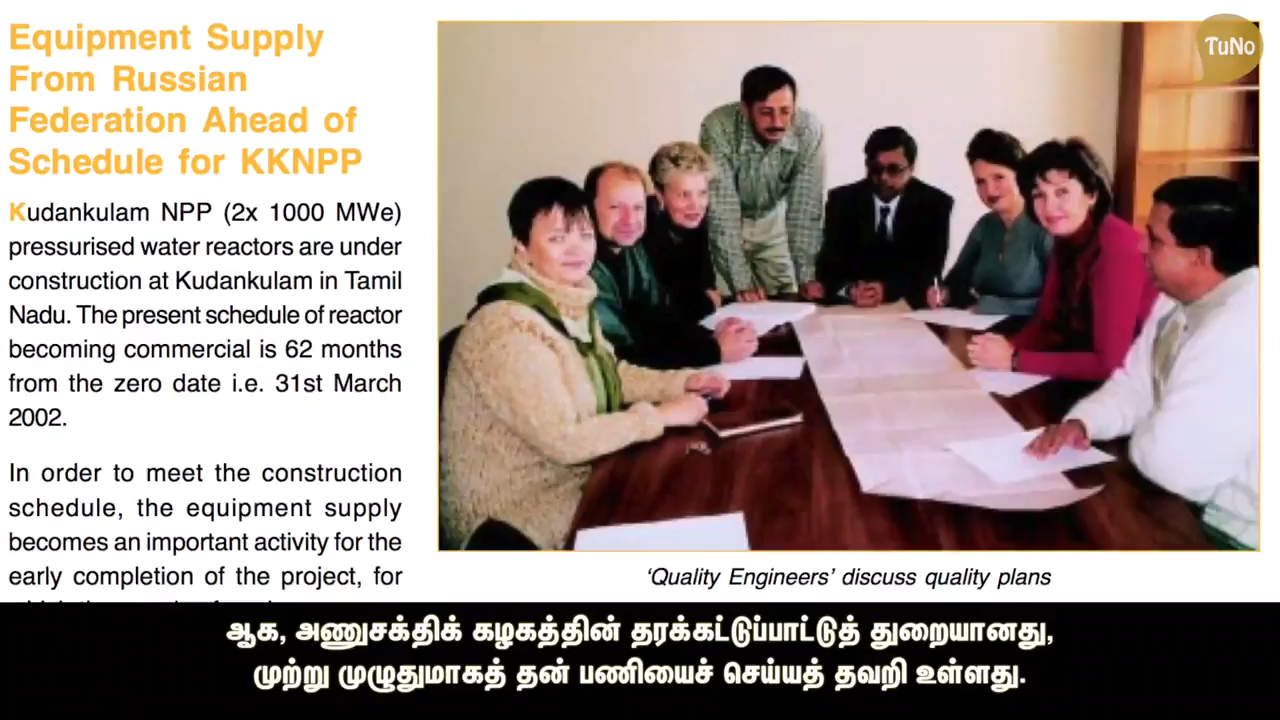 Equipment Supply
From Russian
Federation Ahead of
Schedule for KKNPP
Kudankulam NPP (2x 1000 MWe)
pressurised water reactors are under
construction at Kudankulam in Tamil
Nadu. The present schedule of reactor
becoming commercial is 62 months
from the zero date i.e. 31st March
2002.
In order to meet the construction
schedule, the equipment supply
becomes an important activity for the
early completion of the project, for
TuNo
‘Quality Engineers’ discuss quality plans
ஆக, அணுசக்திக் கழகத்தின் தரக்கட்டுப்பாட்டுத் துறையானது,
முற்று முழுதுமாகத் தன் பணியைச் செய்யத் தவறி உள்ளது.